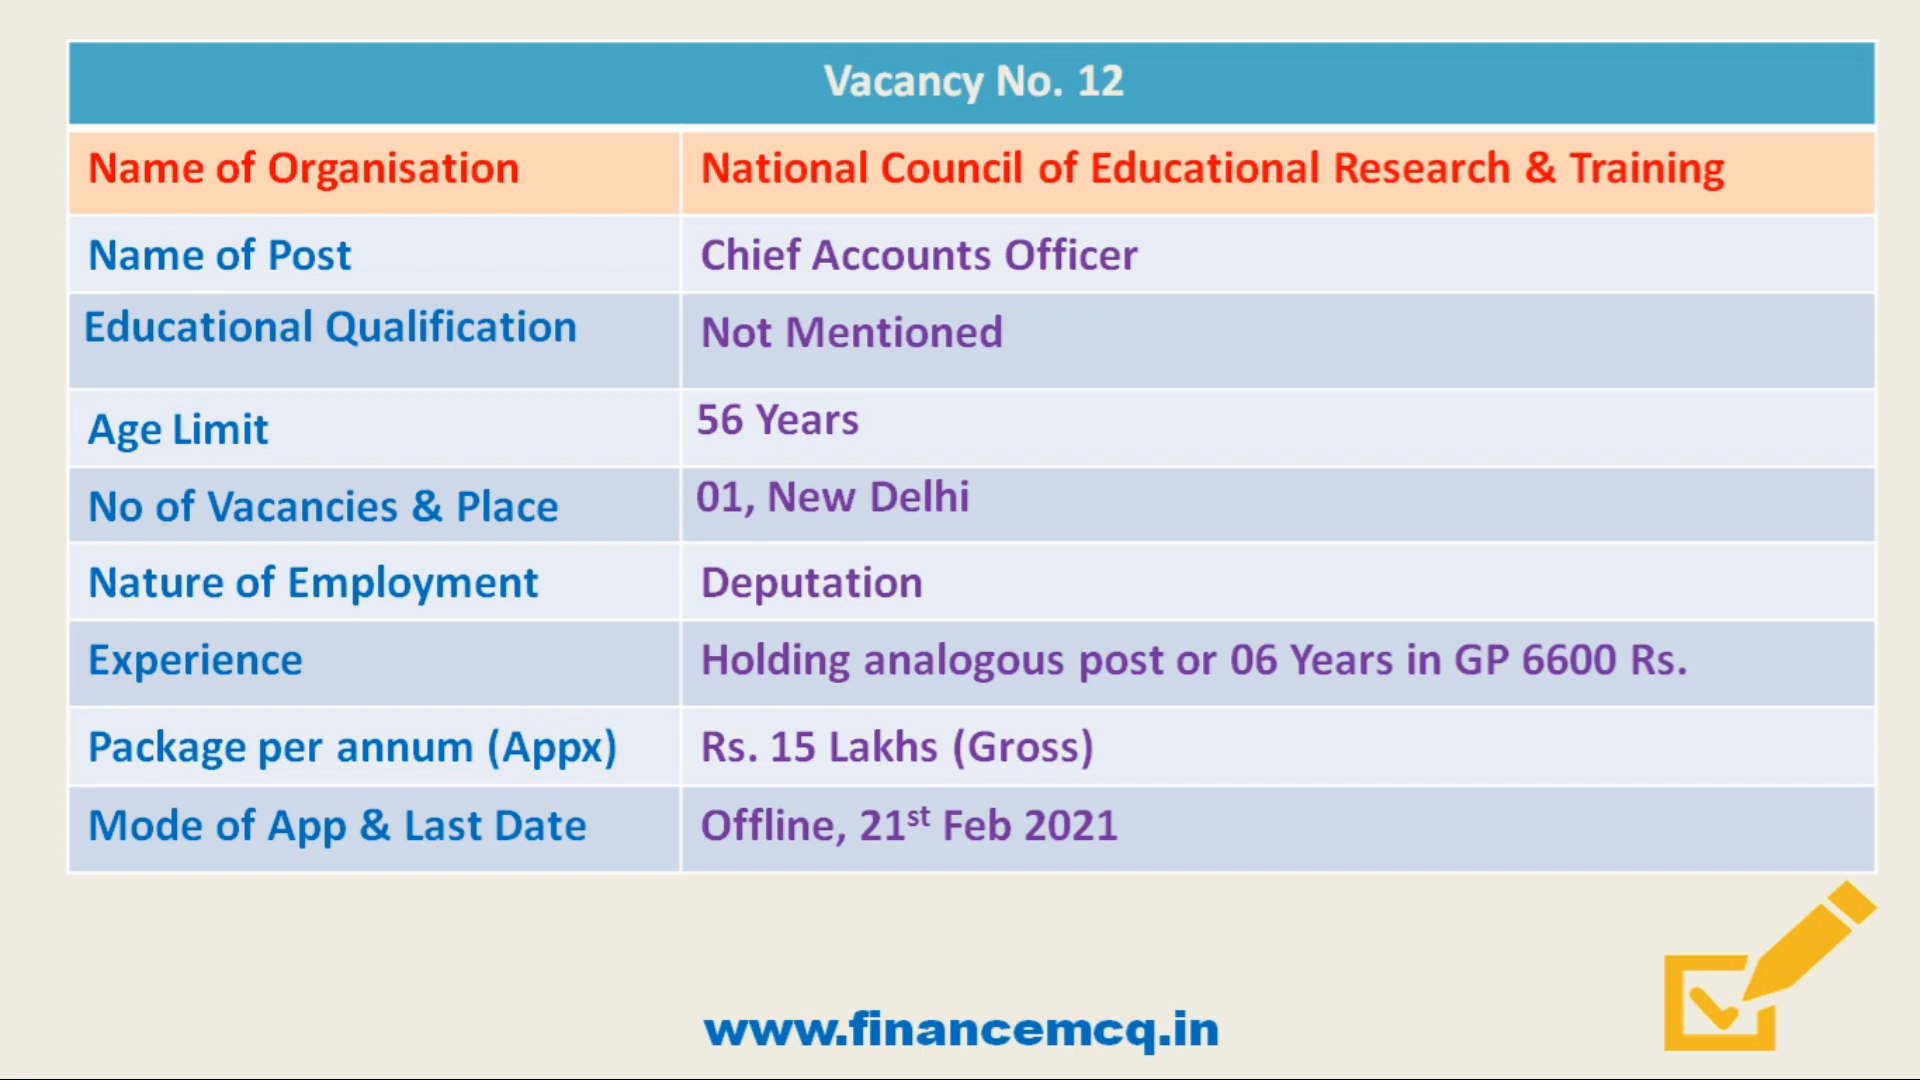 Vacancy No. 12
Name of Organisation National Council of Educational Research & Training
Name of Post Chief Accounts Officer
Educational Qualification Not Mentioned
Age Limit 56 Years
No of Vacancies & Place 01, New Delhi
Nature of Employment Deputation
Experience Holding analogous post or 06 Years in GP 6600 Rs.
Package per annum (Appx) Rs. 15 Lakhs (Gross)
Mode of App & Last Date Offline, 21st Feb 2021
www.financemcq.in